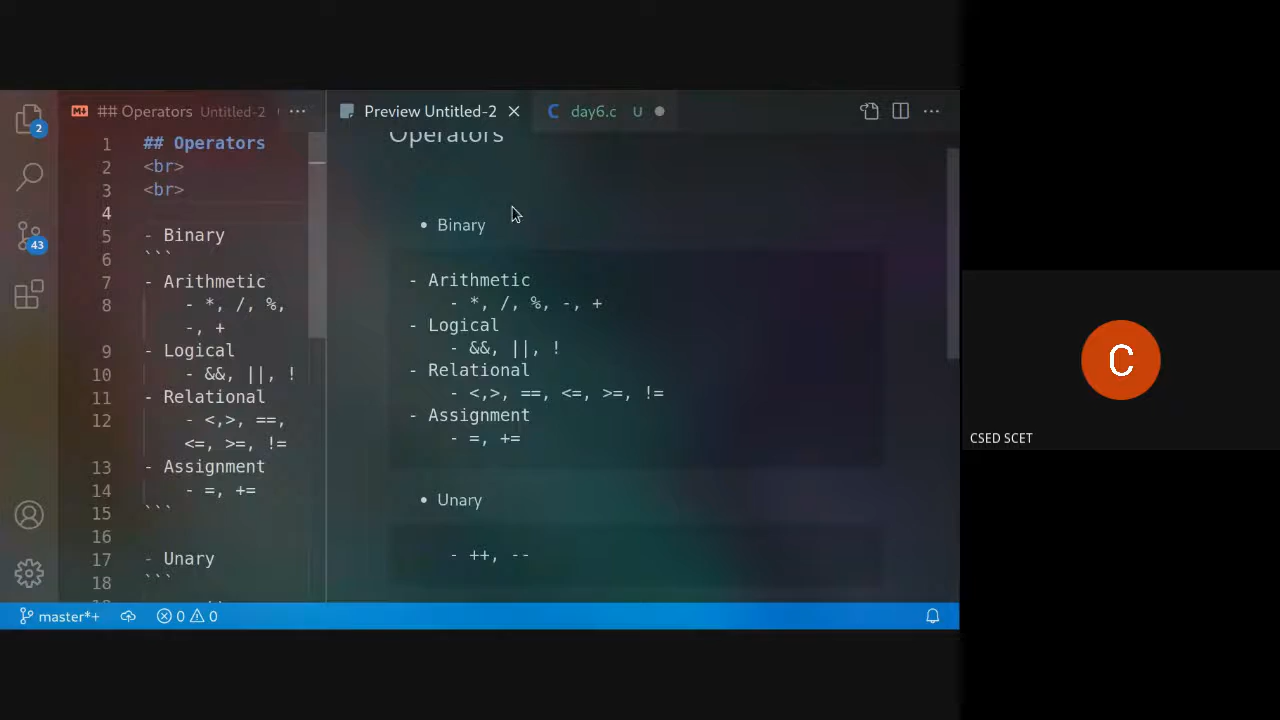 ## Operators Untitled-2 ...
Preview Untitled-2
C day6.c U
2
43
1 ## Operators
2 <br>
3 <br>
4
5 - Binary
6 ```
7 - Arithmetic
8 - *, /, %,
-, +
9 - Logical
10 - &&, ||, !
11 - Relational
12 - <,>, ==,
<=, >=, !=
13 - Assignment
14 - =, +=
15 ```
16
17 - Unary
18 ```
Operators
• Binary
- Arithmetic
- *, /, %, -, +
- Logical
- &&, ||, !
- Relational
- <,>, ==, <=, >=, !=
- Assignment
- =, +=
• Unary
- ++, --
master*+
0 0
C
CSED SCET